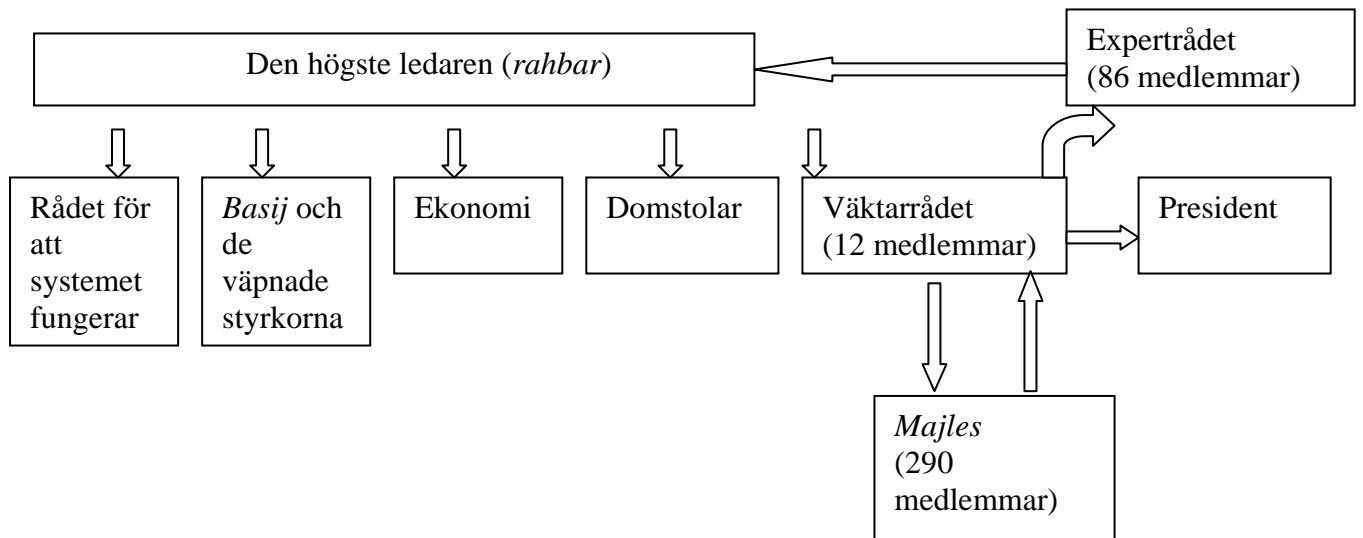 Den högste ledaren (rahbar)
Expertrådet
(86 medlemmar)
Rådet för
att
systemet
fungerar
Basij och
de
väpnade
styrkorna
Ekonomi
Domstolar
Väktarrådet
(12 medlemmar)
President
Majles
(290
medlemmar)